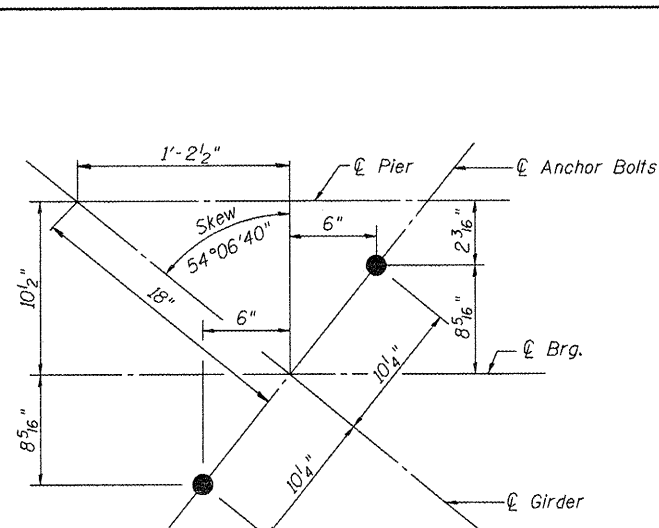 1'-2½"
℄ Pier
℄ Anchor Bolts
Skew
54°06'40"
6"
2 3/16"
10½"
18"
6"
8 5/16"
℄ Brg.
10¼"
8 5/16"
10¼"
℄ Girder